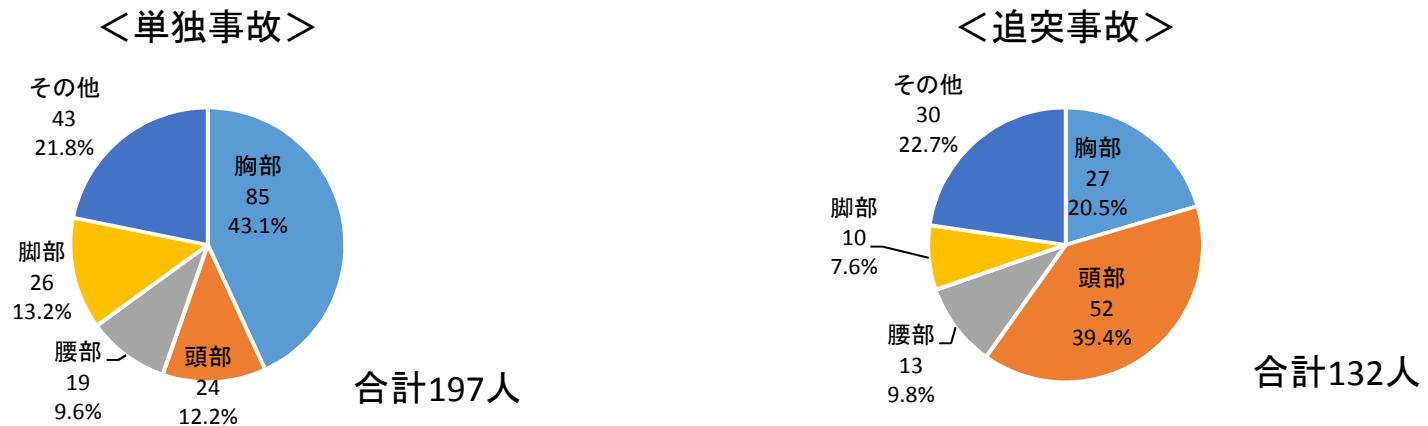 ＜単独事故＞
その他
43
21.8%
胸部
85
43.1%
脚部
26
13.2%
腰部
19
9.6%
頭部
24
12.2%
合計197人
＜追突事故＞
その他
30
22.7%
胸部
27
20.5%
脚部
10
7.6%
頭部
52
39.4%
腰部
13
9.8%
合計132人